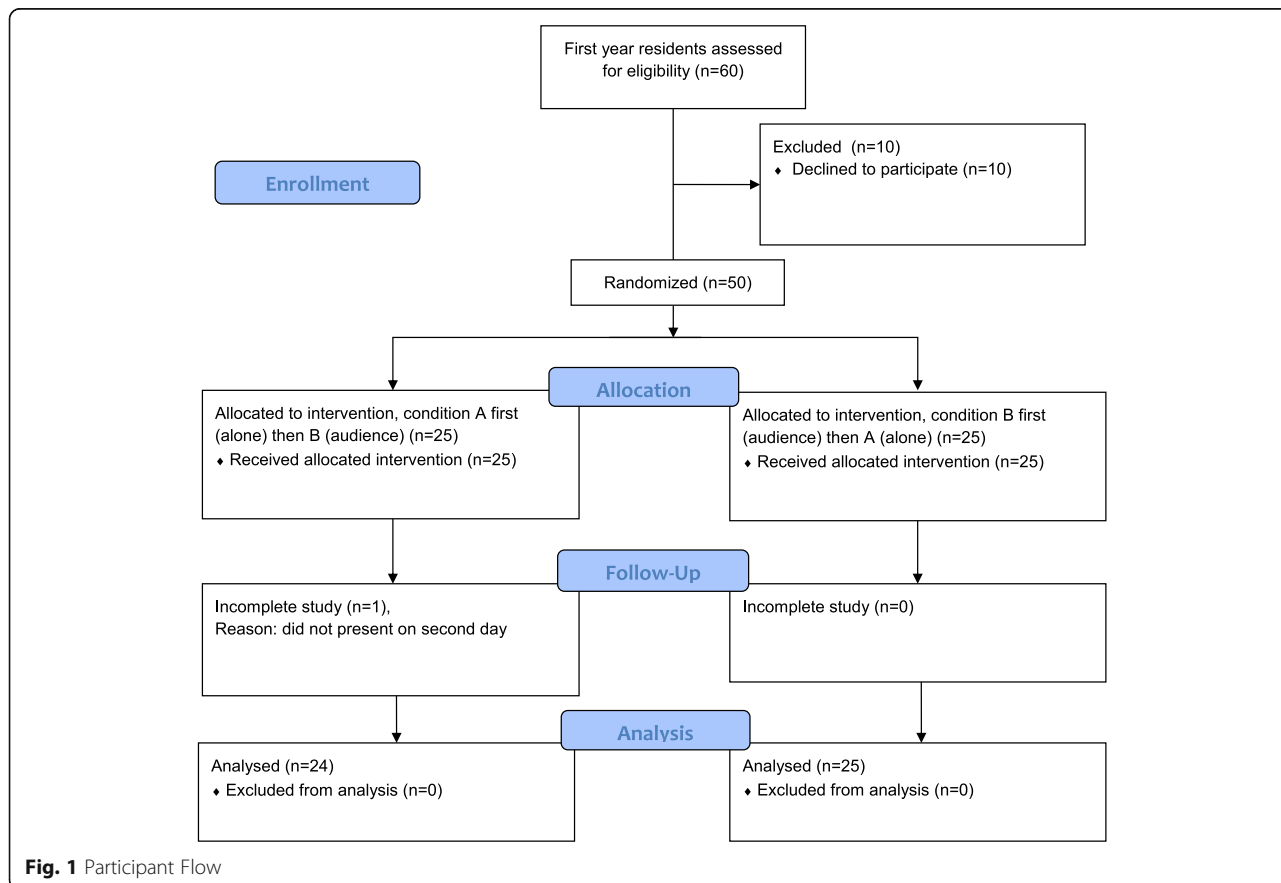 First year residents assessed
for eligibility (n=60)
Excluded (n=10)
♦ Declined to participate (n=10)
Enrollment
Randomized (n=50)
Allocation
Allocated to intervention, condition A first
(alone) then B (audience) (n=25)
♦ Received allocated intervention (n=25)
Allocated to intervention, condition B first
(audience) then A (alone) (n=25)
♦ Received allocated intervention (n=25)
Follow-Up
Incomplete study (n=1),
Reason: did not present on second day
Incomplete study (n=0)
Analysis
Analysed (n=24)
♦ Excluded from analysis (n=0)
Analysed (n=25)
♦ Excluded from analysis (n=0)
Fig. 1 Participant Flow